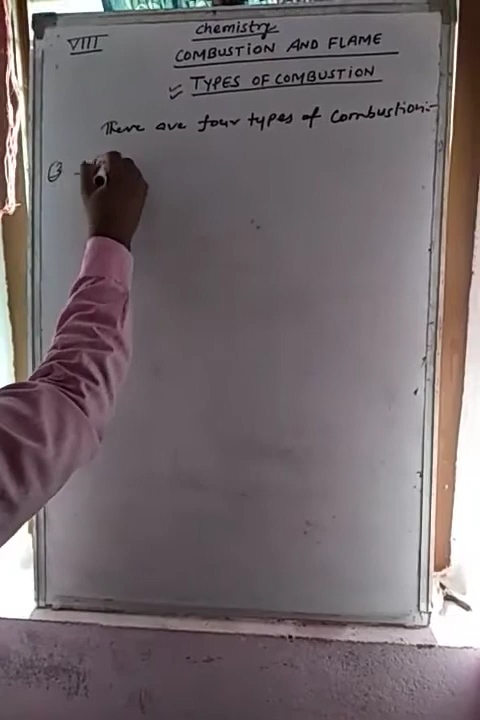 Chemistry
VIII
COMBUSTION AND FLAME
TYPES OF COMBUSTION
There are four types of Combustion:-